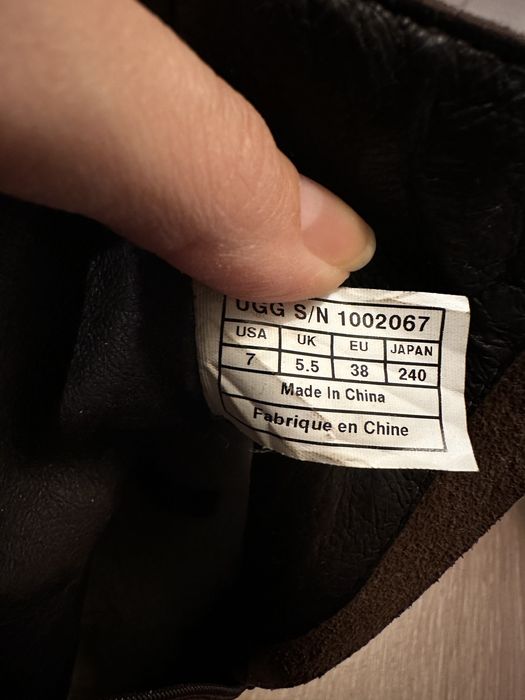 UGG S/N 1002067
USA UK EU JAPAN
7 5.5 38 240
Made In China
Fabrique en Chine